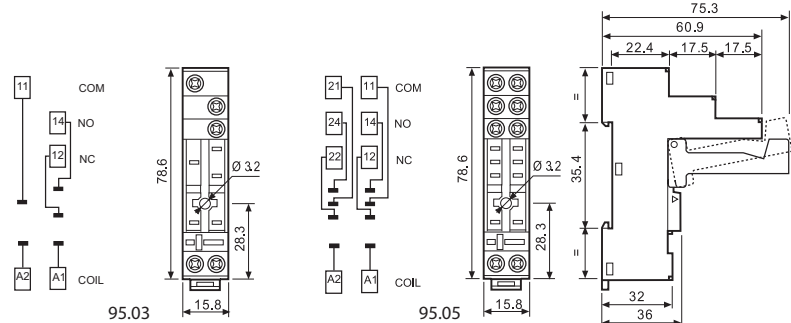 11 COM
14 NO
12 NC
A2 A1 COIL
95.03
78.6
Ø 3.2
28.3
15.8
21 11 COM
24 14 NO
22 12 NC
A2 A1 COIL
95.05
78.6
Ø 3.2
28.3
15.8
75.3
60.9
22.4 17.5 17.5
=
35.4
=
32
36